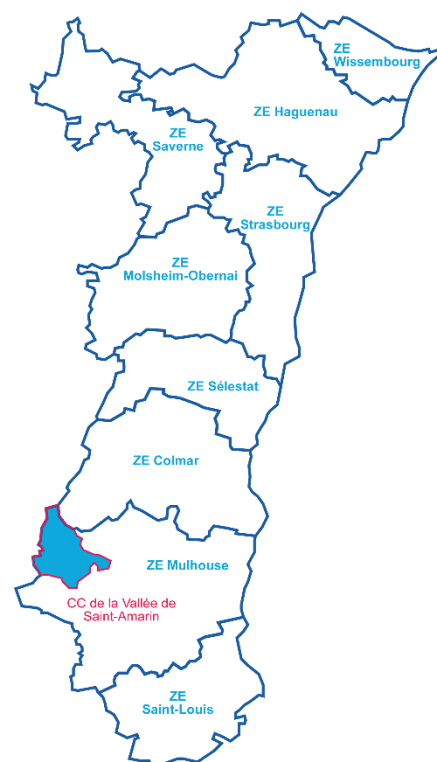 ZE
Wissembourg
ZE Haguenau
ZE
Saverne
ZE
Strasbourg
ZE
Molsheim-Obernai
ZE Sélestat
ZE Colmar
ZE Mulhouse
CC de la Vallée de
Saint-Amarin
ZE
Saint-Louis